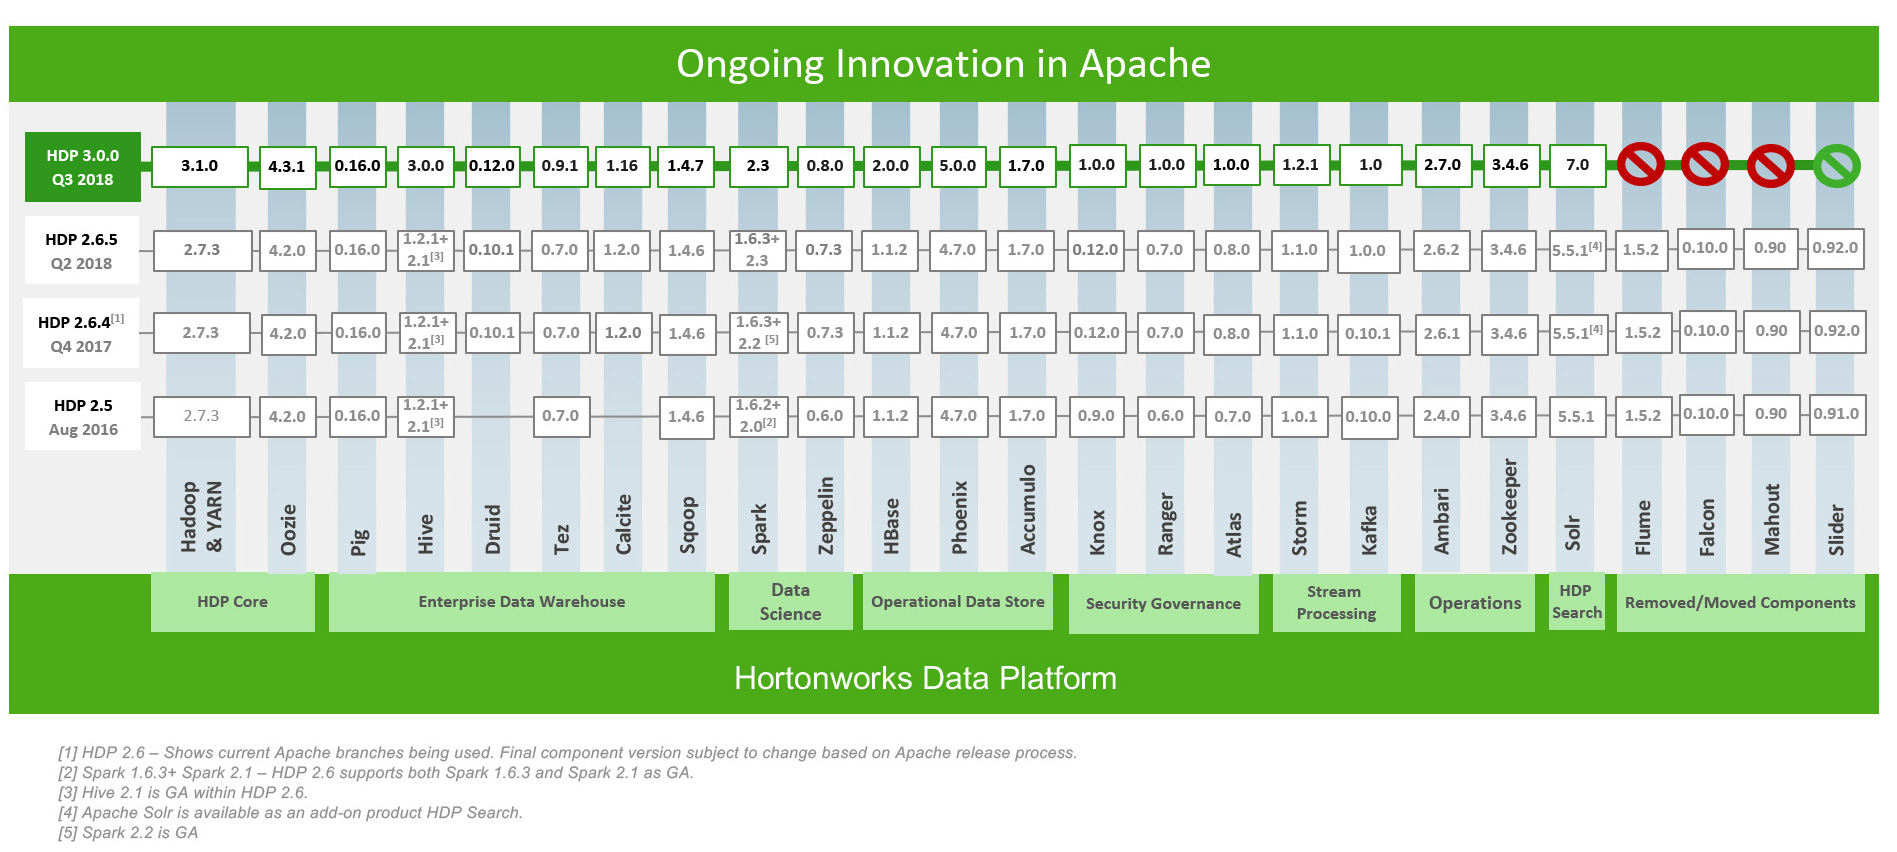 Ongoing Innovation in Apache
HDP 3.0.0
Q3 2018
3.1.0 4.3.1 0.16.0 3.0.0 0.12.0 0.9.1 1.16 1.4.7 2.3 0.8.0 2.0.0 5.0.0 1.7.0 1.0.0 1.0.0 1.0.0 1.2.1 1.0 2.7.0 3.4.6 7.0
HDP 2.6.5
Q2 2018
2.7.3 4.2.0 0.16.0 1.2.1+ 2.1[3] 0.10.1 0.7.0 1.2.0 1.4.6 1.6.3+ 2.3 0.7.3 1.1.2 4.7.0 1.7.0 0.12.0 0.7.0 0.8.0 1.1.0 1.0.0 2.6.2 3.4.6 5.5.1[4] 1.5.2 0.10.0 0.90 0.92.0
HDP 2.6.4[1]
Q4 2017
2.7.3 4.2.0 0.16.0 1.2.1+ 2.1[3] 0.10.1 0.7.0 1.2.0 1.4.6 1.6.3+ 2.2 [5] 0.7.3 1.1.2 4.7.0 1.7.0 0.12.0 0.7.0 0.8.0 1.1.0 0.10.1 2.6.1 3.4.6 5.5.1[4] 1.5.2 0.10.0 0.90 0.92.0
HDP 2.5
Aug 2016
2.7.3 4.2.0 0.16.0 1.2.1+ 2.1[3] 0.7.0 1.4.6 1.6.2+ 2.0[2] 0.6.0 1.1.2 4.7.0 1.7.0 0.9.0 0.6.0 0.7.0 1.0.1 0.10.0 2.4.0 3.4.6 5.5.1 1.5.2 0.10.0 0.90 0.91.0
Hadoop
& YARN
Oozie
Pig
Hive
Druid
Tez
Calcite
Sqoop
Spark
Zeppelin
HBase
Phoenix
Accumulo
Knox
Ranger
Atlas
Storm
Kafka
Ambari
Zookeeper
Solr
Flume
Falcon
Mahout
Slider
HDP Core
Enterprise Data Warehouse
Data
Science
Operational Data Store
Security Governance
Stream
Processing
Operations
HDP
Search
Removed/Moved Components
Hortonworks Data Platform
[1] HDP 2.6 – Shows current Apache branches being used. Final component version subject to change based on Apache release process.
[2] Spark 1.6.3+ Spark 2.1 – HDP 2.6 supports both Spark 1.6.3 and Spark 2.1 as GA.
[3] Hive 2.1 is GA within HDP 2.6.
[4] Apache Solr is available as an add-on product HDP Search.
[5] Spark 2.2 is GA